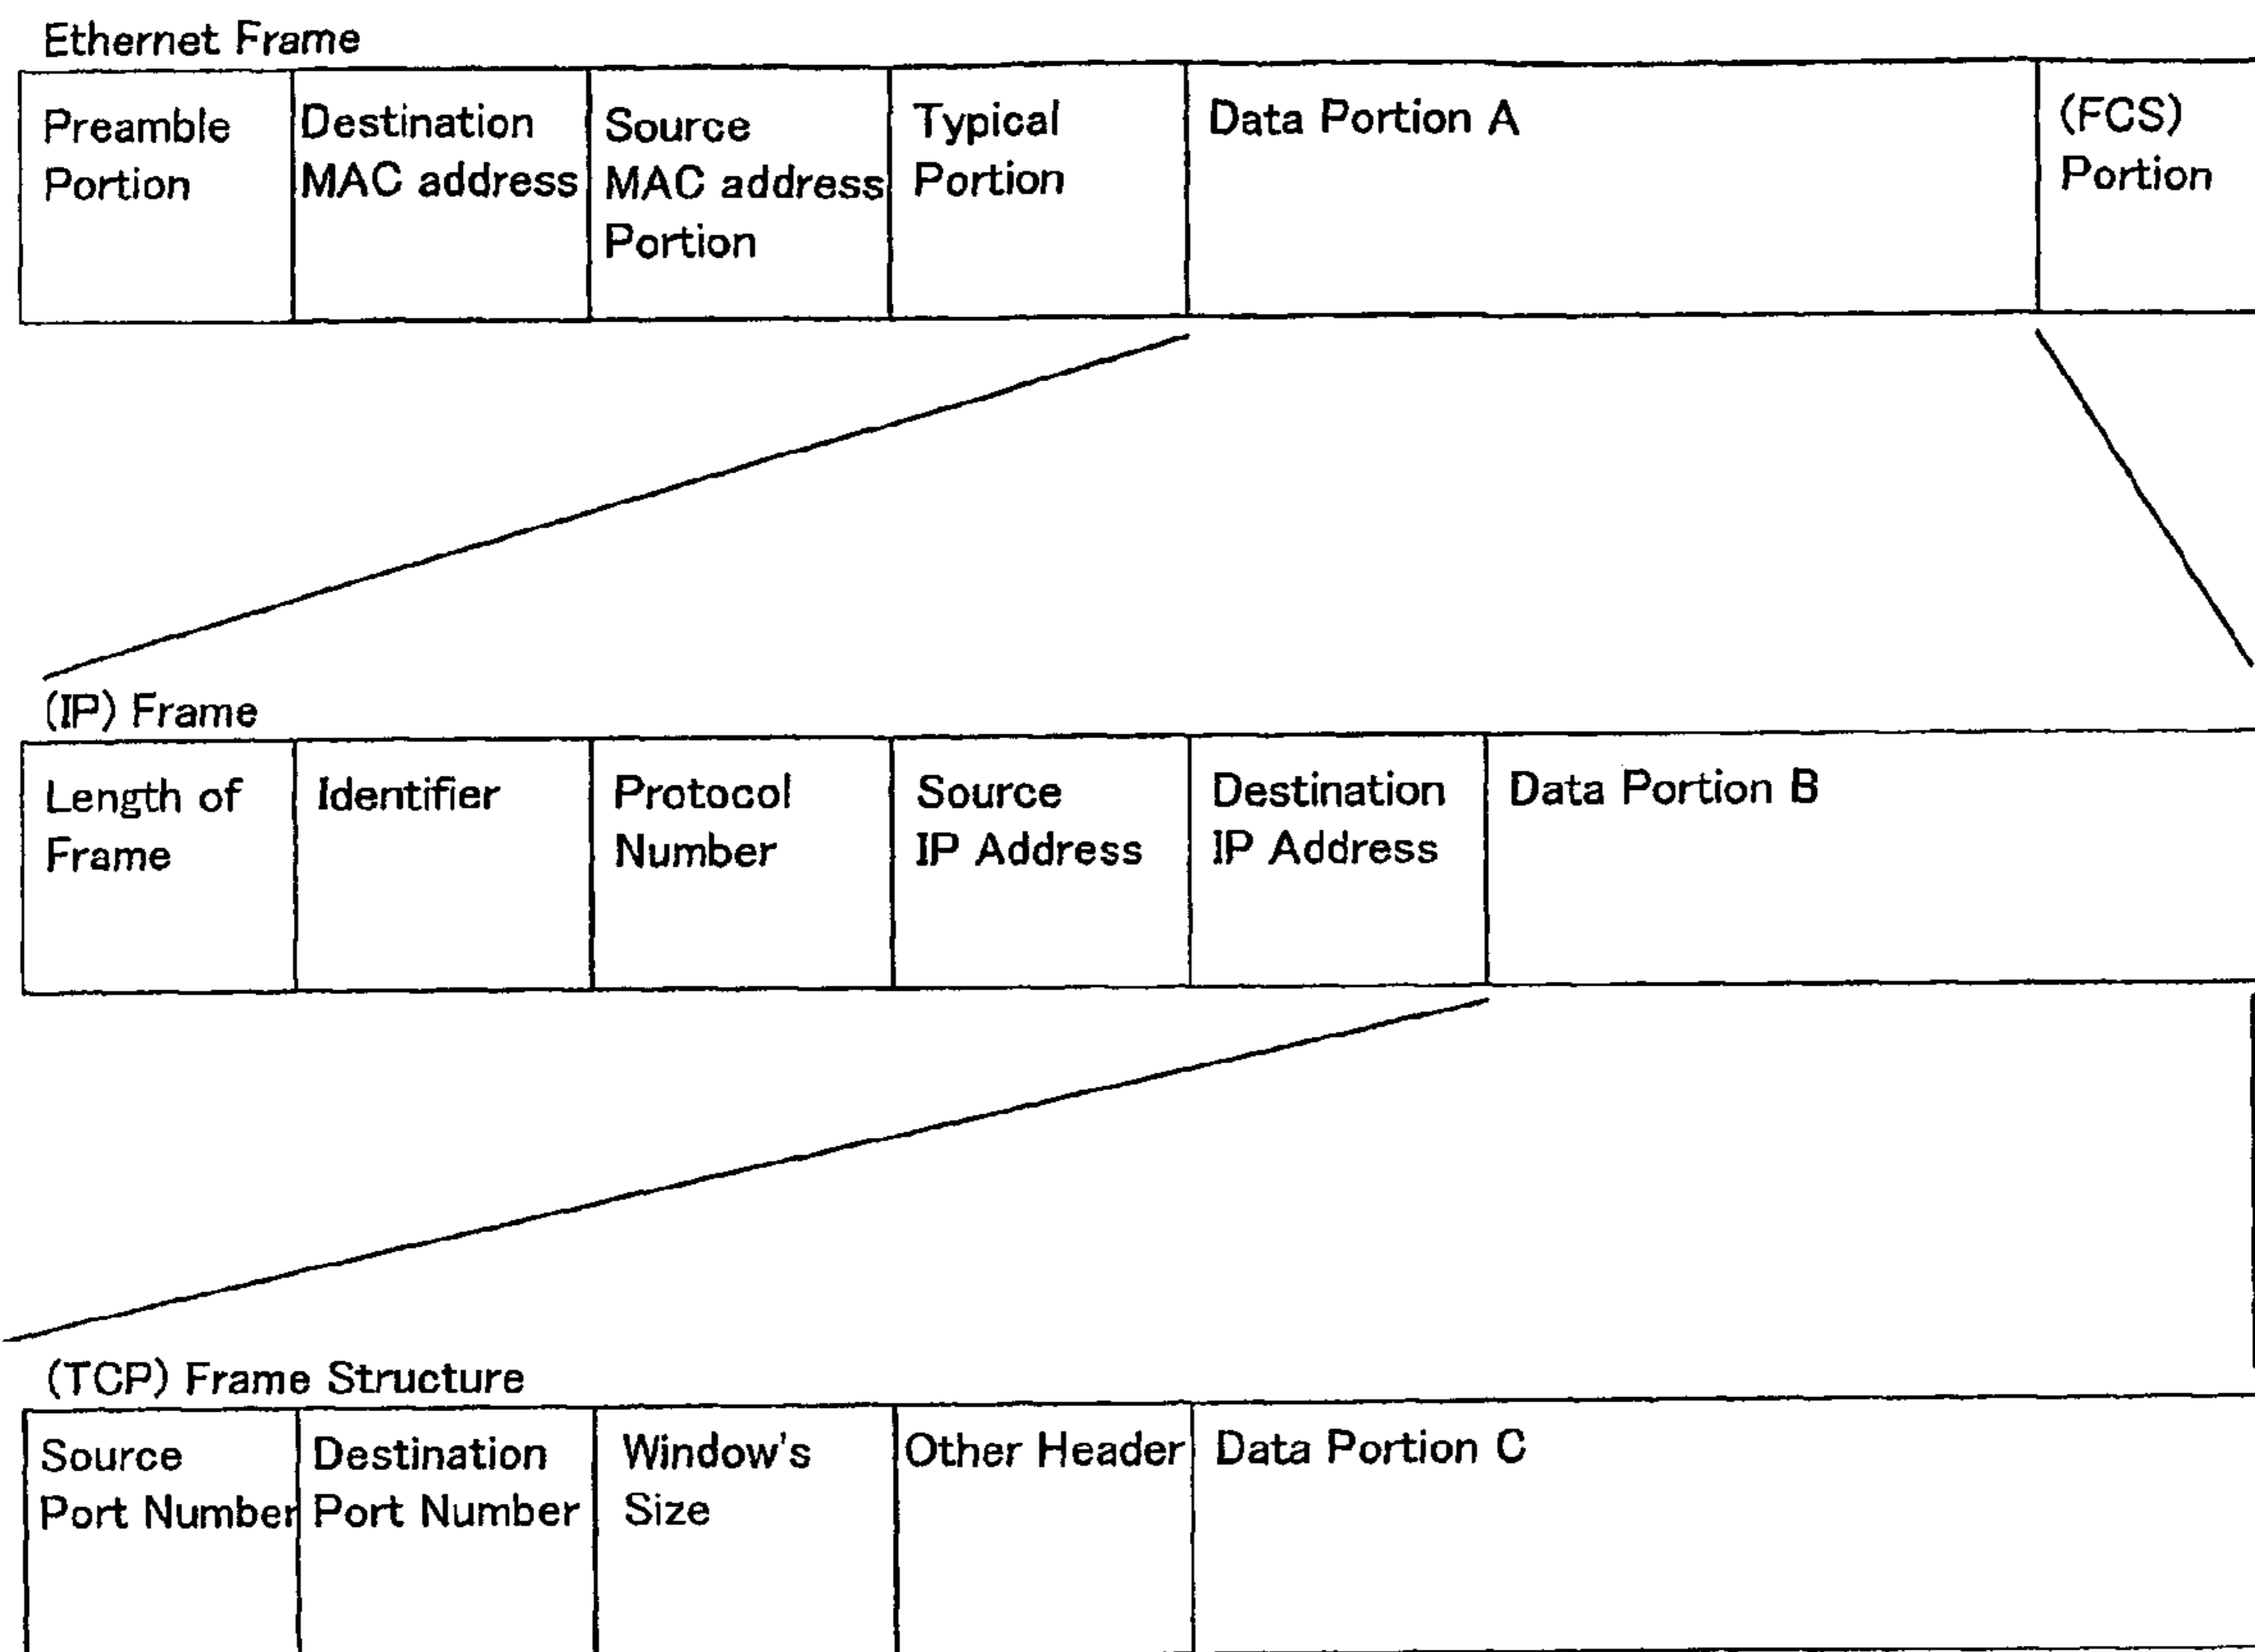 Ethernet Frame
Preamble
Portion
Destination
MAC address
Source
MAC address
Portion
Typical
Portion
Data Portion A
(FCS)
Portion
(IP) Frame
Length of
Frame
Identifier
Protocol
Number
Source
IP Address
Destination
IP Address
Data Portion B
(TCP) Frame Structure
Source
Port Number
Destination
Port Number
Window's
Size
Other Header
Data Portion C